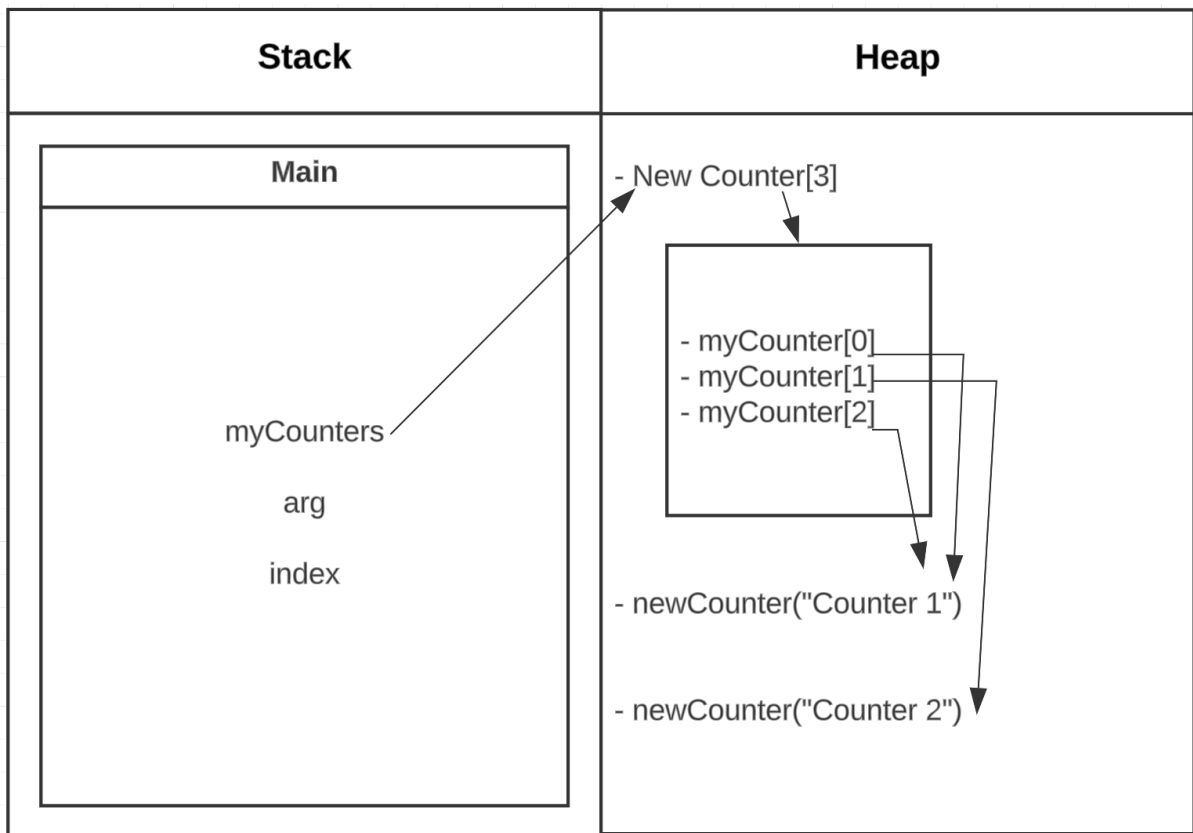 Stack
Heap
Main
- New Counter[3]
- myCounter[0]
- myCounter[1]
- myCounter[2]
myCounters
arg
index
- newCounter("Counter 1")
- newCounter("Counter 2")